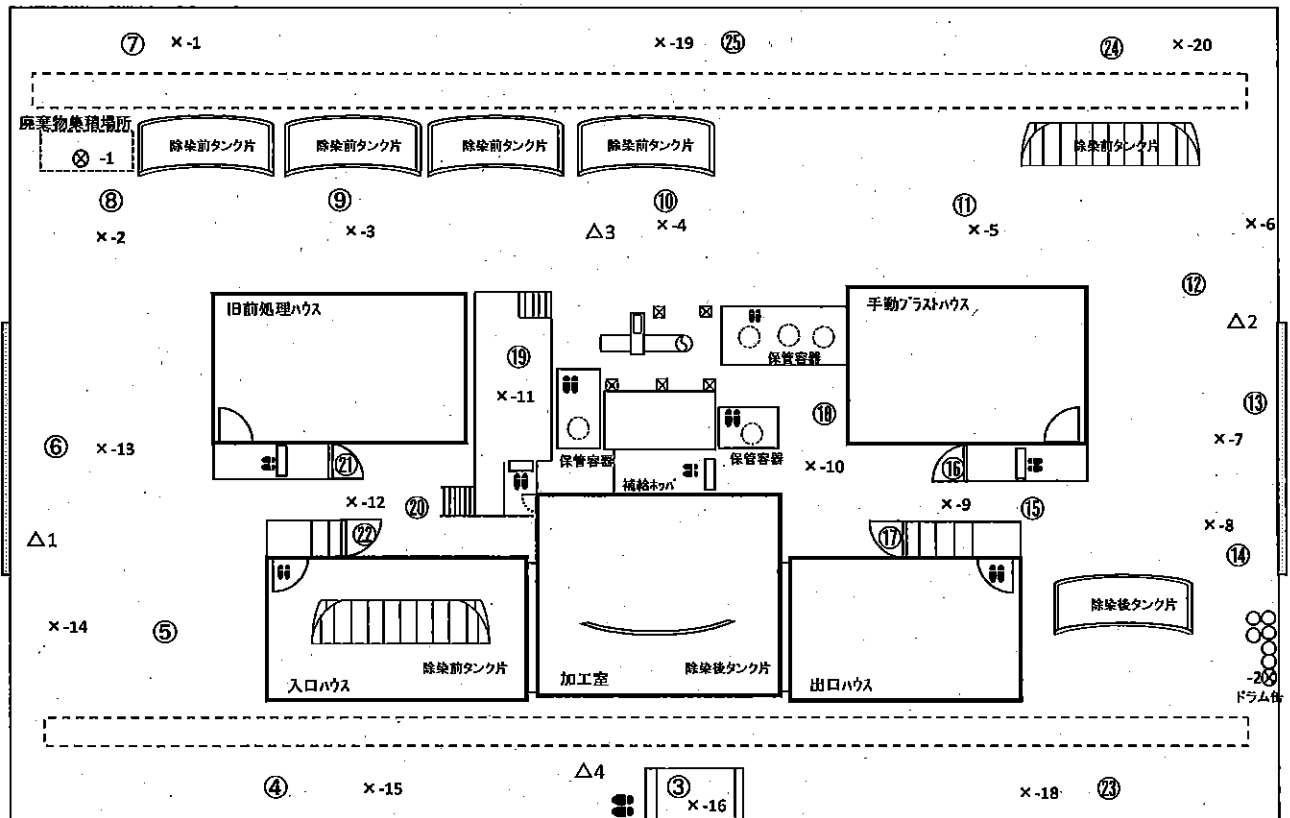 ⑦ ×-1 ×-19 ㉕ ㉔ ×-20
廃棄物集積場所
⊗ -1
除染前タンク片 除染前タンク片 除染前タンク片 除染前タンク片 除染前タンク片
⑧ ⑨ ⑩ ⑪
×-2 ×-3 △3 ×-4 ×-5 ×-6
⑫
旧前処理ハウス 手動ブラストハウス
△2
⑲ 保管容器
×-11 ⑱ ⑬
⑥ ×-13 ×-7
㉑ 保管容器 保管容器 ×-10 ⑯
補給ホッパ
×-12 ⑳ ×-9 ⑮
△1 ㉒ ⑰ ×-8
⑭
除染後タンク片
×-14 ⑤
除染前タンク片 除染後タンク片
入口ハウス 加工室 出口ハウス
-2⊗
ドラム缶
④ ×-15 △4 ③ ×-16 ×-18 ㉓